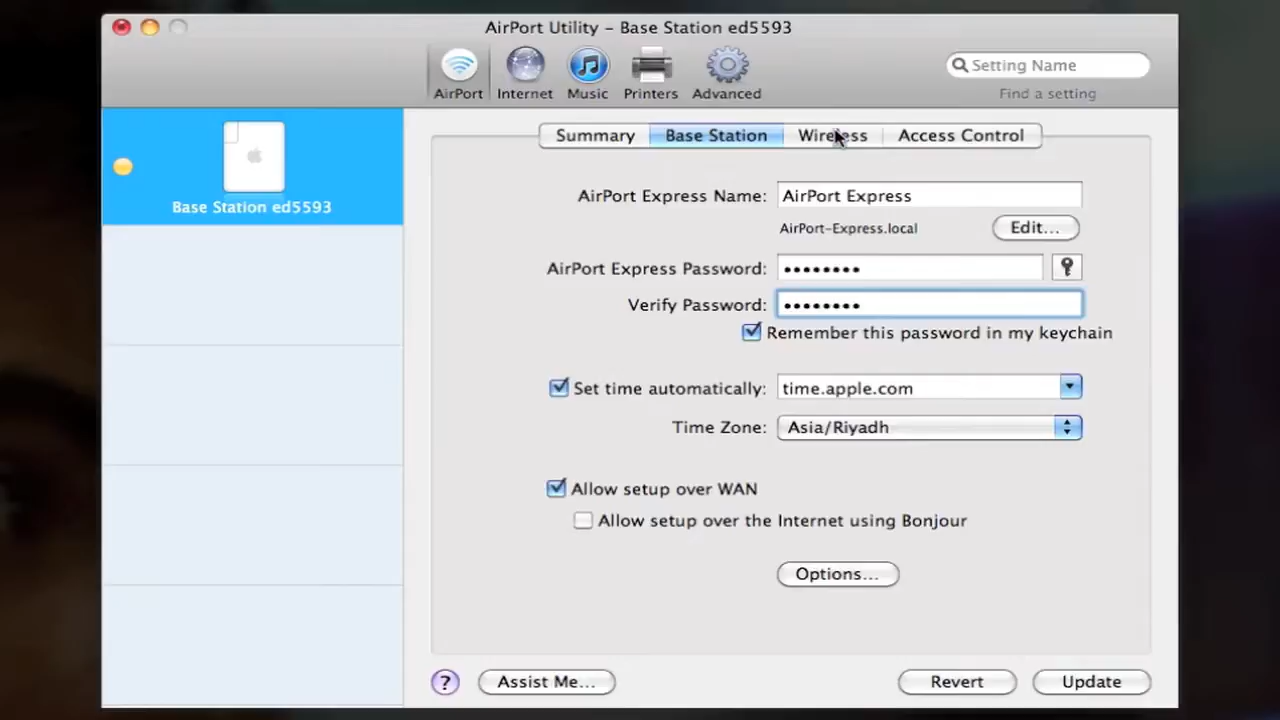 AirPort Utility – Base Station ed5593
AirPort
Internet
Music
Printers
Advanced
Setting Name
Find a setting
Base Station ed5593
Summary
Base Station
Wireless
Access Control
AirPort Express Name: AirPort Express
AirPort-Express.local
Edit...
AirPort Express Password: ••••••••
Verify Password: ••••••••
Remember this password in my keychain
Set time automatically: time.apple.com
Time Zone: Asia/Riyadh
Allow setup over WAN
Allow setup over the Internet using Bonjour
Options...
?
Assist Me...
Revert
Update